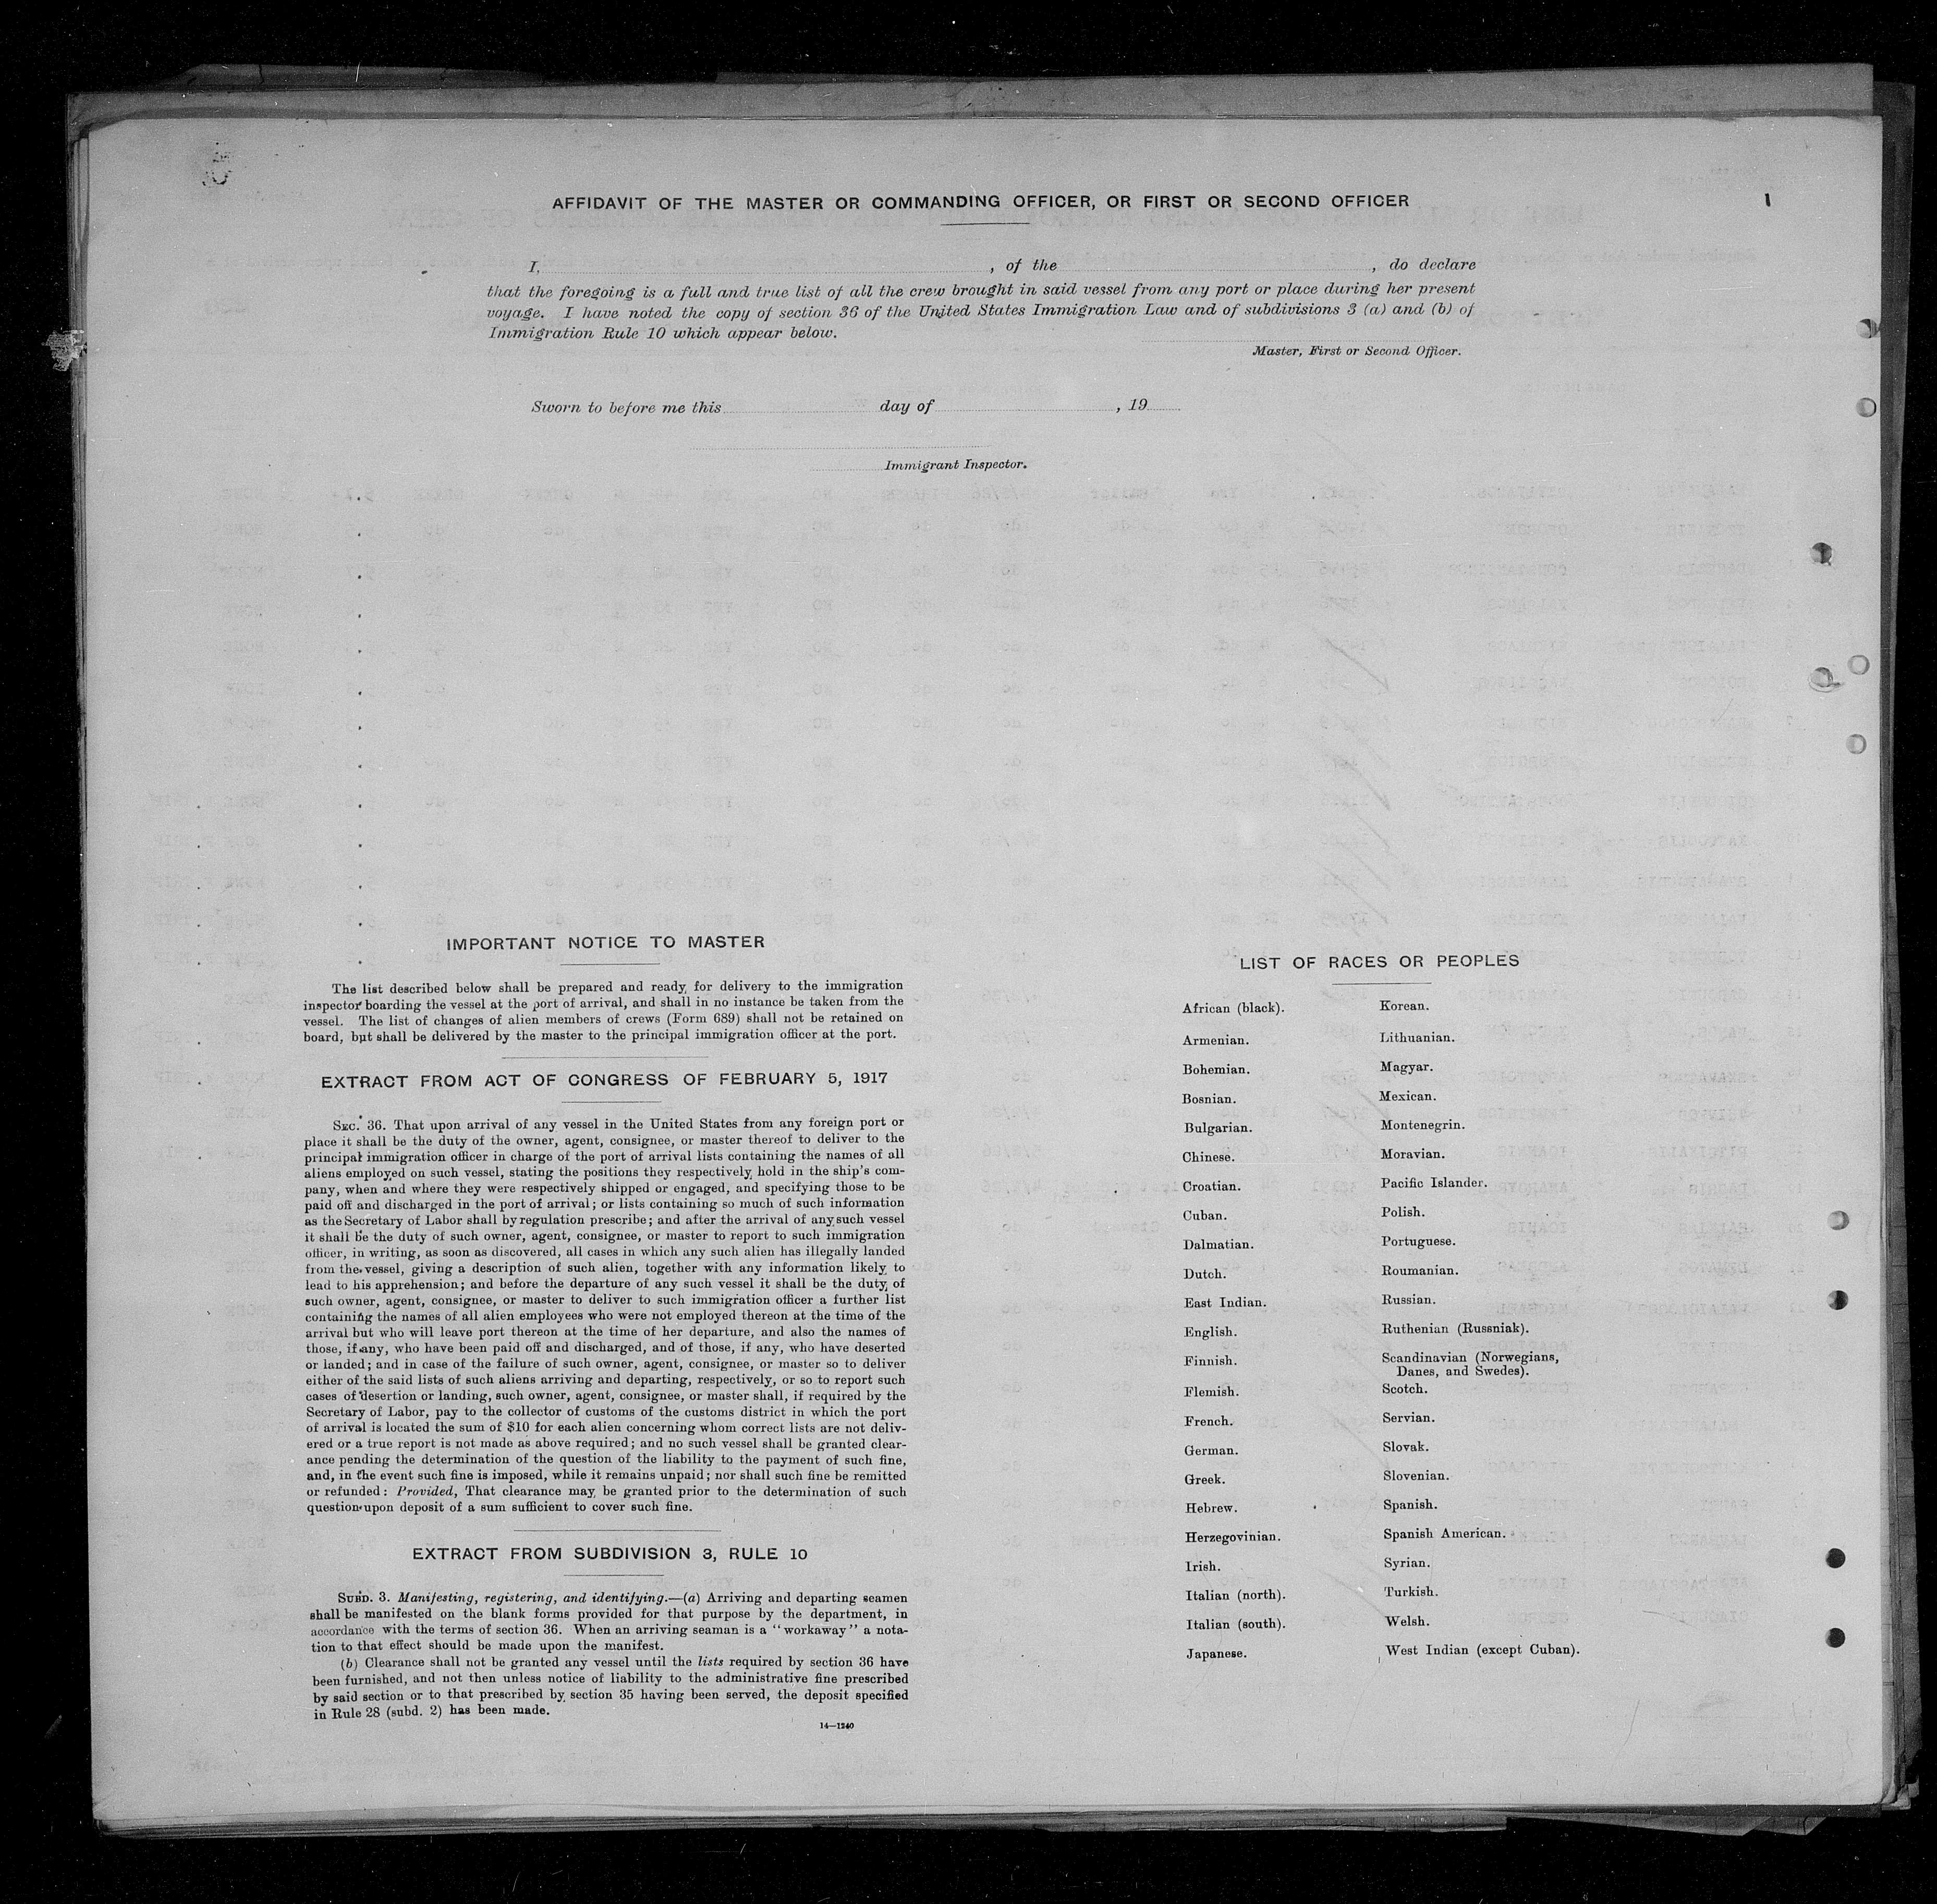 AFFIDAVIT OF THE MASTER OR COMMANDING OFFICER, OR FIRST OR SECOND OFFICER
I, , of the , do declare
that the foregoing is a full and true list of all the crew brought in said vessel from any port or place during her present
voyage. I have noted the copy of section 36 of the United States Immigration Law and of subdivisions 3 (a) and (b) of
Immigration Rule 10 which appear below.
Master, First or Second Officer.
Sworn to before me this day of , 19
Immigrant Inspector.
IMPORTANT NOTICE TO MASTER
The list described below shall be prepared and ready for delivery to the immigration
inspector boarding the vessel at the port of arrival, and shall in no instance be taken from the
vessel. The list of changes of alien members of crews (Form 689) shall not be retained on
board, but shall be delivered by the master to the principal immigration officer at the port.
EXTRACT FROM ACT OF CONGRESS OF FEBRUARY 5, 1917
SEC. 36. That upon arrival of any vessel in the United States from any foreign port or
place it shall be the duty of the owner, agent, consignee, or master thereof to deliver to the
principal immigration officer in charge of the port of arrival lists containing the names of all
aliens employed on such vessel, stating the positions they respectively hold in the ship's com-
pany, when and where they were respectively shipped or engaged, and specifying those to be
paid off and discharged in the port of arrival; or lists containing so much of such information
as the Secretary of Labor shall by regulation prescribe; and after the arrival of any such vessel
it shall be the duty of such owner, agent, consignee, or master to report to such immigration
officer, in writing, as soon as discovered, all cases in which any such alien has illegally landed
from the vessel, giving a description of such alien, together with any information likely to
lead to his apprehension; and before the departure of any such vessel it shall be the duty of
such owner, agent, consignee, or master to deliver to such immigration officer a further list
containing the names of all alien employees who were not employed thereon at the time of the
arrival but who will leave port thereon at the time of her departure, and also the names of
those, if any, who have been paid off and discharged, and of those, if any, who have deserted
or landed; and in case of the failure of such owner, agent, consignee, or master so to deliver
either of the said lists of such aliens arriving and departing, respectively, or so to report such
cases of desertion or landing, such owner, agent, consignee, or master shall, if required by the
Secretary of Labor, pay to the collector of customs of the customs district in which the port
of arrival is located the sum of $10 for each alien concerning whom correct lists are not deliv-
ered or a true report is not made as above required; and no such vessel shall be granted clear-
ance pending the determination of the question of the liability to the payment of such fine,
and, in the event such fine is imposed, while it remains unpaid; nor shall such fine be remitted
or refunded: Provided, That clearance may be granted prior to the determination of such
question upon deposit of a sum sufficient to cover such fine.
EXTRACT FROM SUBDIVISION 3, RULE 10
SUBD. 3. Manifesting, registering, and identifying.—(a) Arriving and departing seamen
shall be manifested on the blank forms provided for that purpose by the department, in
accordance with the terms of section 36. When an arriving seaman is a "workaway" a nota-
tion to that effect should be made upon the manifest.
(b) Clearance shall not be granted any vessel until the lists required by section 36 have
been furnished, and not then unless notice of liability to the administrative fine prescribed
by said section or to that prescribed by section 35 having been served, the deposit specified
in Rule 28 (subd. 2) has been made.
14—1240
LIST OF RACES OR PEOPLES
African (black).
Armenian.
Bohemian.
Bosnian.
Bulgarian.
Chinese.
Croatian.
Cuban.
Dalmatian.
Dutch.
East Indian.
English.
Finnish.
Flemish.
French.
German.
Greek.
Hebrew.
Herzegovinian.
Irish.
Italian (north).
Italian (south).
Japanese.
Korean.
Lithuanian.
Magyar.
Mexican.
Montenegrin.
Moravian.
Pacific Islander.
Polish.
Portuguese.
Roumanian.
Russian.
Ruthenian (Russniak).
Scandinavian (Norwegians,
Danes, and Swedes).
Scotch.
Servian.
Slovak.
Slovenian.
Spanish.
Spanish American.
Syrian.
Turkish.
Welsh.
West Indian (except Cuban).